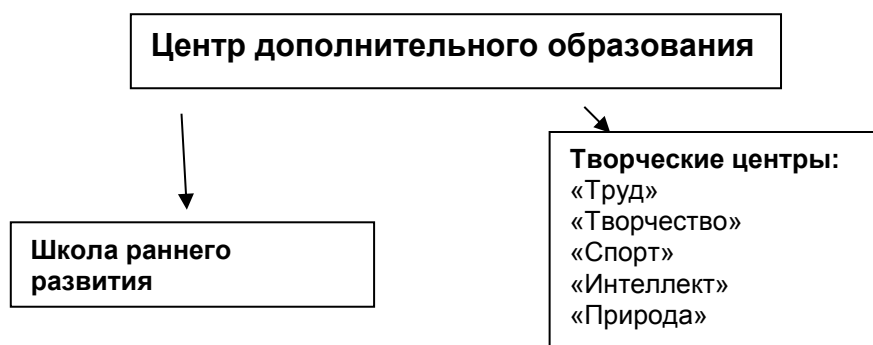 Центр дополнительного образования
Школа раннего
развития
Творческие центры:
«Труд»
«Творчество»
«Спорт»
«Интеллект»
«Природа»